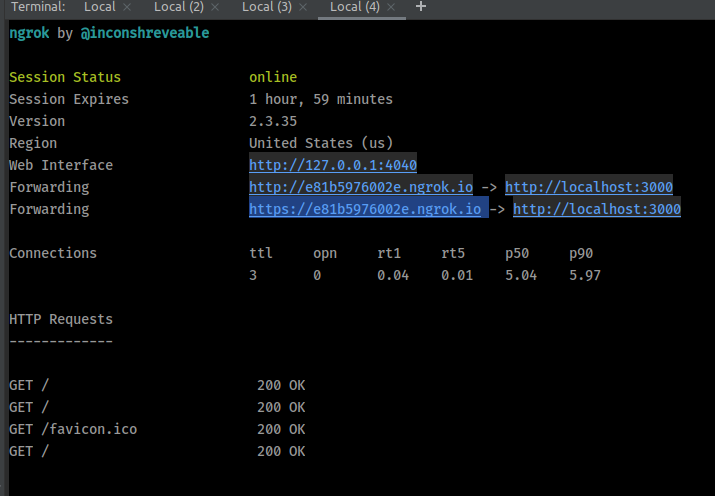 Terminal: Local × Local (2) × Local (3) × Local (4) × +
ngrok by @inconshreveable
Session Status online
Session Expires 1 hour, 59 minutes
Version 2.3.35
Region United States (us)
Web Interface http://127.0.0.1:4040
Forwarding http://e81b5976002e.ngrok.io -> http://localhost:3000
Forwarding https://e81b5976002e.ngrok.io -> http://localhost:3000
Connections ttl opn rt1 rt5 p50 p90
3 0 0.04 0.01 5.04 5.97
HTTP Requests
-------------
GET / 200 OK
GET / 200 OK
GET /favicon.ico 200 OK
GET / 200 OK